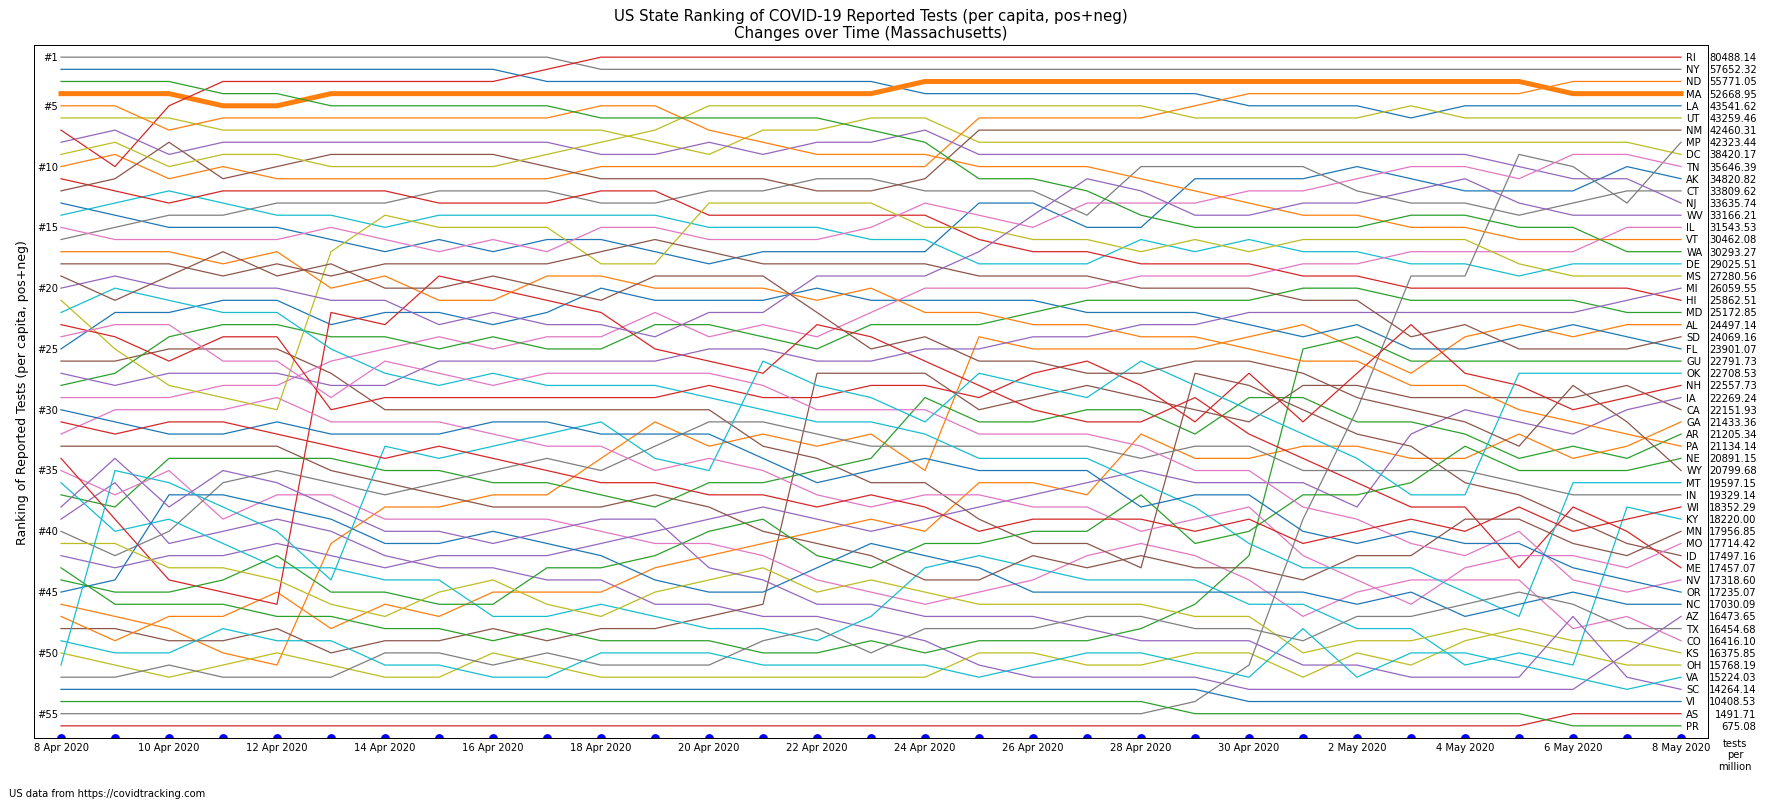 US State Ranking of COVID-19 Reported Tests (per capita, pos+neg)
Changes over Time (Massachusetts)
Ranking of Reported Tests (per capita, pos+neg)
#1
#5
#10
#15
#20
#25
#30
#35
#40
#45
#50
#55
RI 80488.14
NY 57652.32
ND 55771.05
MA 52668.95
LA 43541.62
UT 43259.46
NM 42460.31
MP 42323.44
DC 38420.17
TN 35646.39
AK 34820.82
CT 33809.62
NJ 33635.74
WV 33166.21
IL 31543.53
VT 30462.08
WA 30293.27
DE 29025.51
MS 27280.56
MI 26059.55
HI 25862.51
MD 25172.85
AL 24497.14
SD 24069.16
FL 23901.07
GU 22791.73
OK 22708.53
NH 22557.73
IA 22269.24
CA 22151.93
GA 21433.36
AR 21205.34
PA 21134.14
NE 20891.15
WY 20799.68
MT 19597.15
IN 19329.14
WI 18352.29
KY 18220.00
MN 17956.85
MO 17714.42
ID 17497.16
ME 17457.07
NV 17318.60
OR 17235.07
NC 17030.09
AZ 16473.65
TX 16454.68
CO 16416.10
KS 16375.85
OH 15768.19
VA 15224.03
SC 14264.14
VI 10408.53
AS 1491.71
PR 675.08
8 Apr 2020 10 Apr 2020 12 Apr 2020 14 Apr 2020 16 Apr 2020 18 Apr 2020 20 Apr 2020 22 Apr 2020 24 Apr 2020 26 Apr 2020 28 Apr 2020 30 Apr 2020 2 May 2020 4 May 2020 6 May 2020 8 May 2020
tests
per
million
US data from https://covidtracking.com